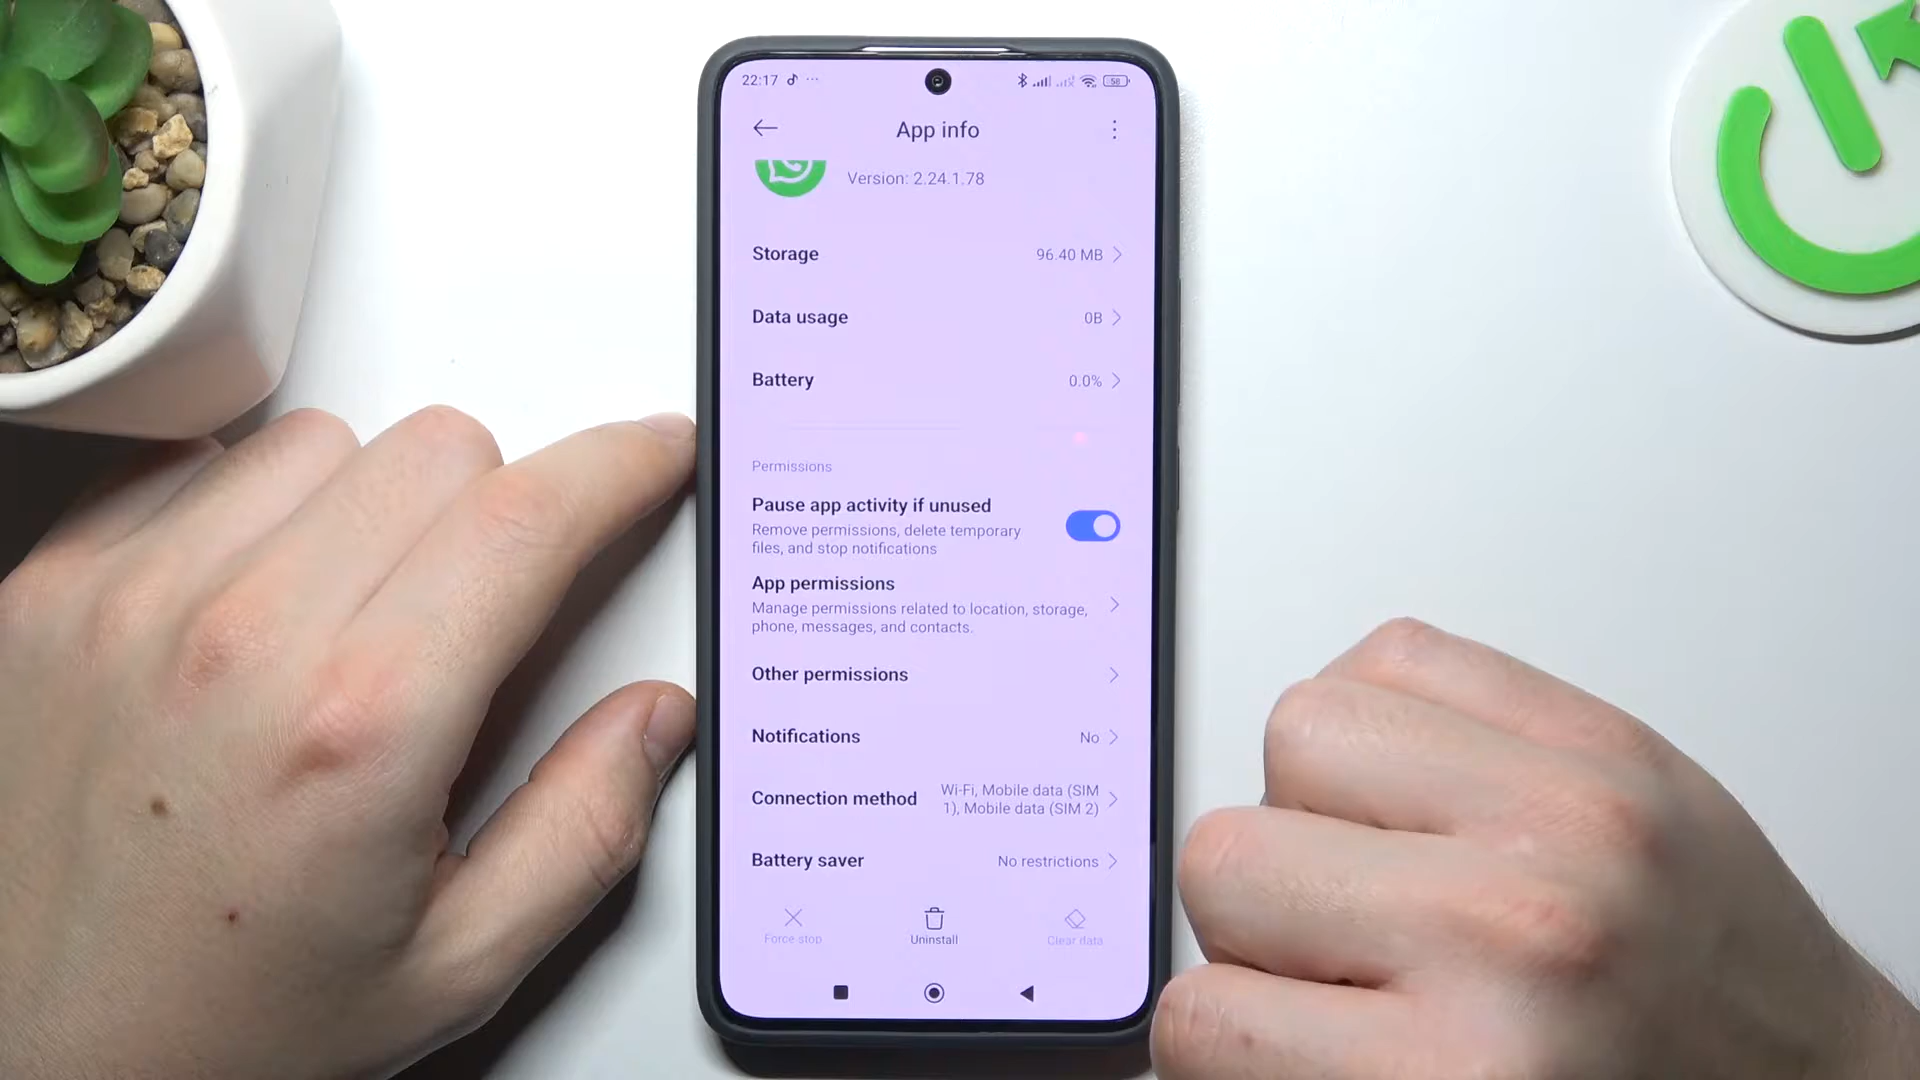 22:17
58
App info
Version: 2.24.1.78
Storage 96.40 MB
Data usage 0B
Battery 0.0%
Permissions
Pause app activity if unused
Remove permissions, delete temporary
files, and stop notifications
App permissions
Manage permissions related to location, storage,
phone, messages, and contacts.
Other permissions
Notifications No
Connection method Wi-Fi, Mobile data (SIM
1), Mobile data (SIM 2)
Battery saver No restrictions
Force stop Uninstall Clear data